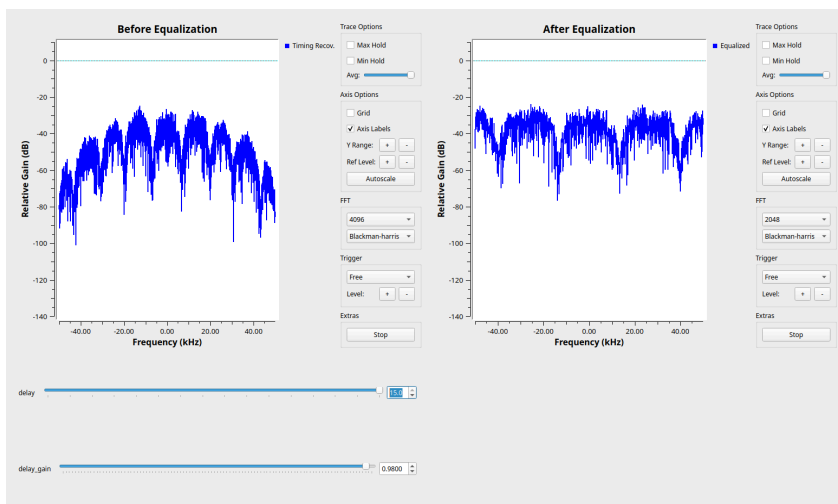 Before Equalization
Timing Recov.
0
-20
-40
-60
-80
-100
-120
-140
Relative Gain (dB)
-40.00 -20.00 0.00 20.00 40.00
Frequency (kHz)
Trace Options
Max Hold
Min Hold
Avg:
Axis Options
Grid
Axis Labels
Y Range: + -
Ref Level: + -
Autoscale
FFT
4096
Blackman-harris
Trigger
Free
Level: + -
Extras
Stop
After Equalization
Equalized
0
-20
-40
-60
-80
-100
-120
-140
Relative Gain (dB)
-40.00 -20.00 0.00 20.00 40.00
Frequency (kHz)
Trace Options
Max Hold
Min Hold
Avg:
Axis Options
Grid
Axis Labels
Y Range: + -
Ref Level: + -
Autoscale
FFT
2048
Blackman-harris
Trigger
Free
Level: + -
Extras
Stop
delay 15.0
delay_gain 0.9800